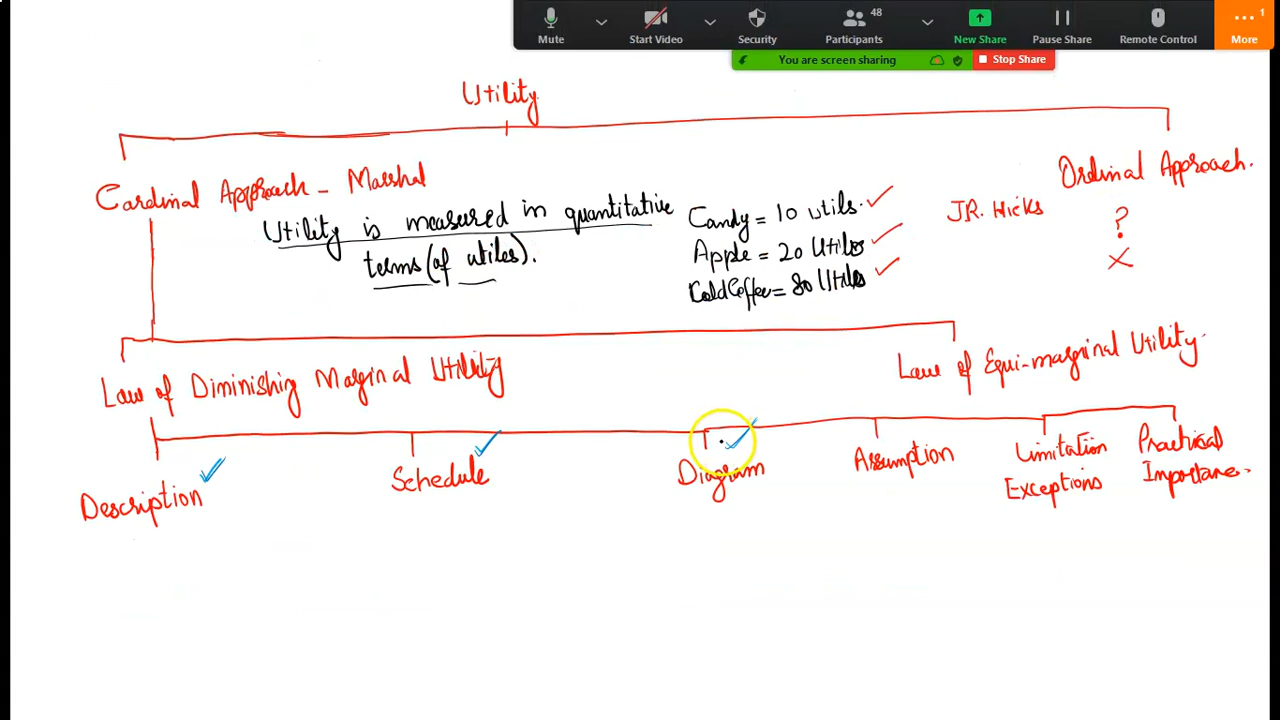 48
1
Mute
Start Video
Security
Participants
New Share
Pause Share
Remote Control
More
You are screen sharing
Stop Share
Utility
Cardinal Approach - Marshal
Ordinal Approach.
Utility is measured in quantitative
terms (of utiles).
Candy = 10 utils.
Apple = 20 Utiles
Cold Coffee = 80 Utils
J.R. Hicks
?
Law of Diminishing Marginal Utility
Law of Equi-marginal Utility.
Description
Schedule
Diagram
Assumption
Limitation
Exceptions
Practical
Importance